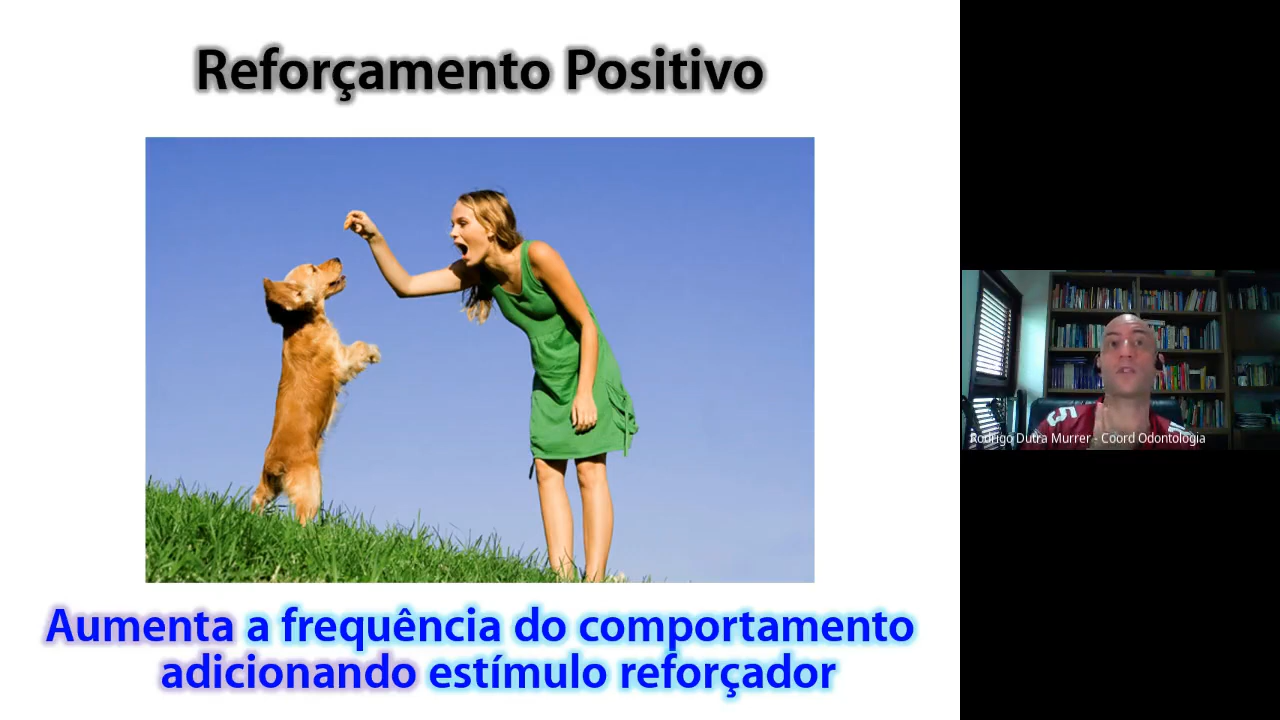 Reforçamento Positivo
Aumenta a frequência do comportamento
adicionando estímulo reforçador
Rodrigo Dutra Murrer - Coord Odontologia